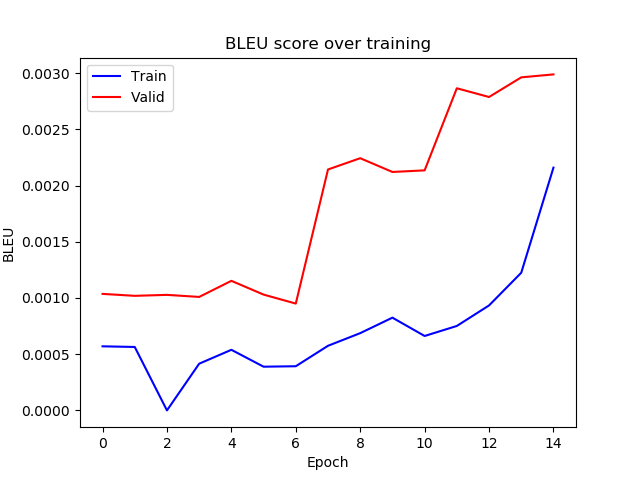 BLEU score over training
Train
Valid
0.0030
0.0025
0.0020
0.0015
0.0010
0.0005
0.0000
BLEU
0 2 4 6 8 10 12 14
Epoch